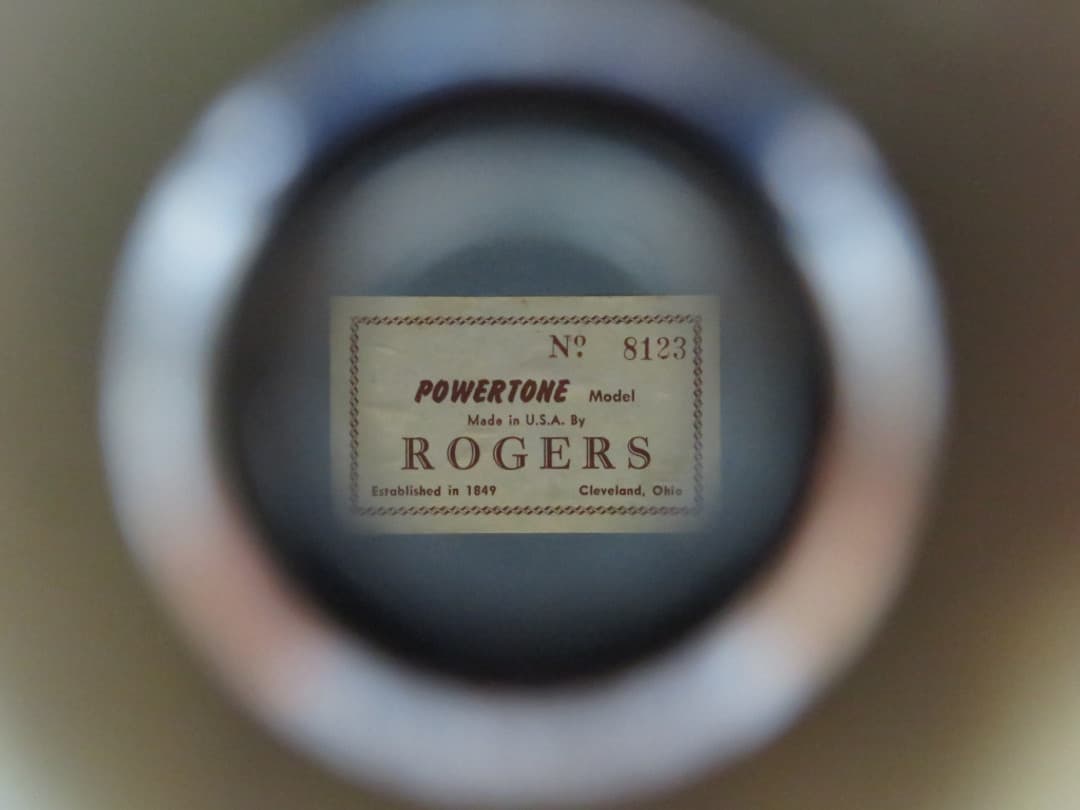 Nº 8123
POWERTONE Model
Made in U.S.A. By
ROGERS
Established in 1849 Cleveland, Ohio